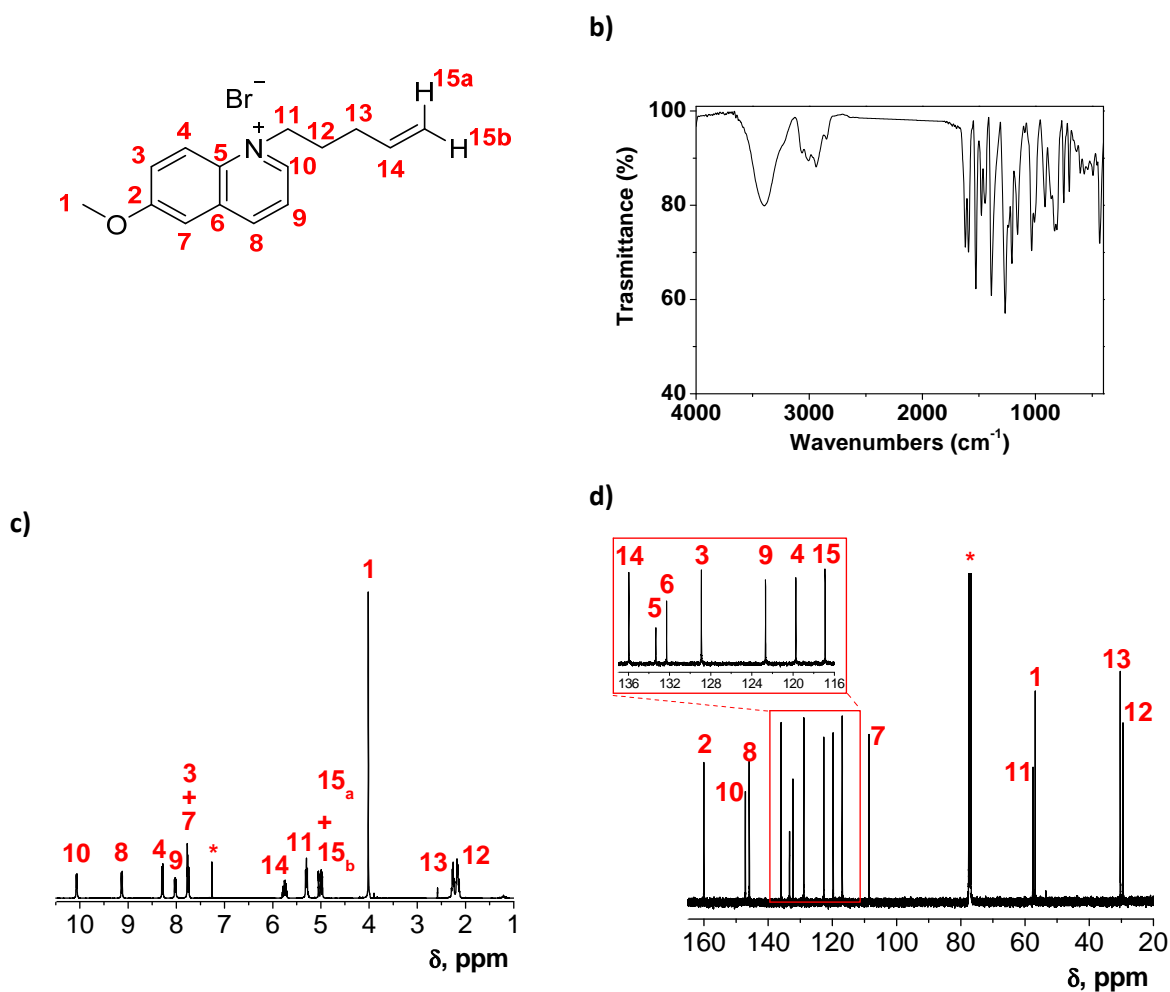 b)
Br−
15a
15b
11
13
12
14
N+
10
4
5
3
2
6
9
1
O
7
8
H
H
100
80
60
40
Trasmittance (%)
4000 3000 2000 1000
Wavenumbers (cm-1)
c)
1
3
+
7
15a
+
15b
10 8 4 9 * 14 11 13 12
10 9 8 7 6 5 4 3 2 1
δ, ppm
d)
14 5 6 3 9 4 15
136 132 128 124 120 116
*
2 10 8 7 11 1 13 12
160 140 120 100 80 60 40 20
δ, ppm